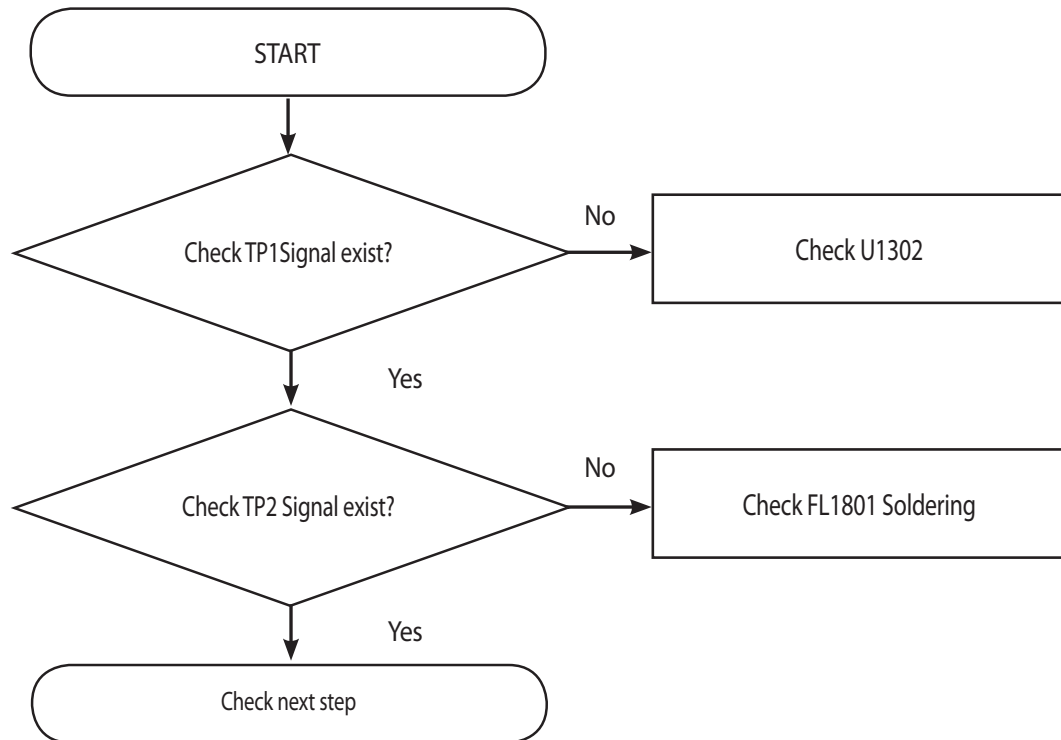 START
Check TP1Signal exist?
No
Check U1302
Yes
Check TP2 Signal exist?
No
Check FL1801 Soldering
Yes
Check next step